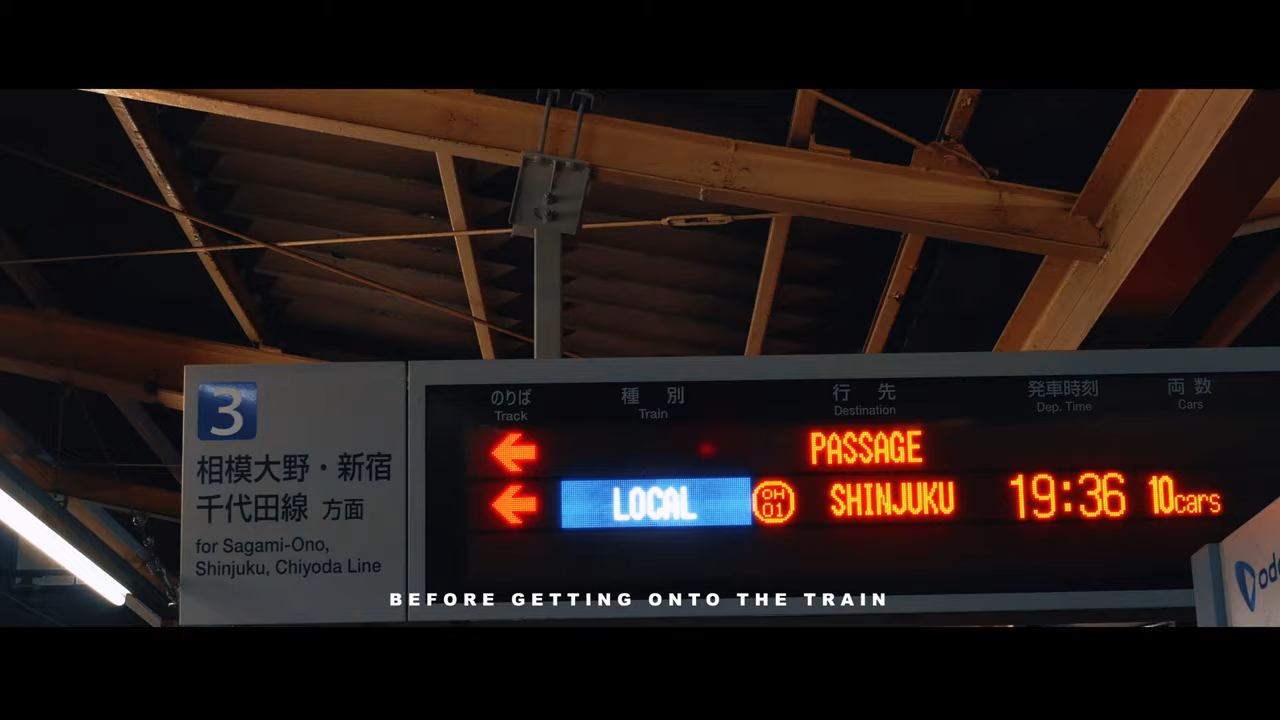 3
相模大野・新宿
千代田線 方面
for Sagami-Ono,
Shinjuku, Chiyoda Line
のりば 種別 行先 発車時刻 両数
Track Train Destination Dep. Time Cars
← PASSAGE
← LOCAL OH 01 SHINJUKU 19:36 10cars
BEFORE GETTING ONTO THE TRAIN